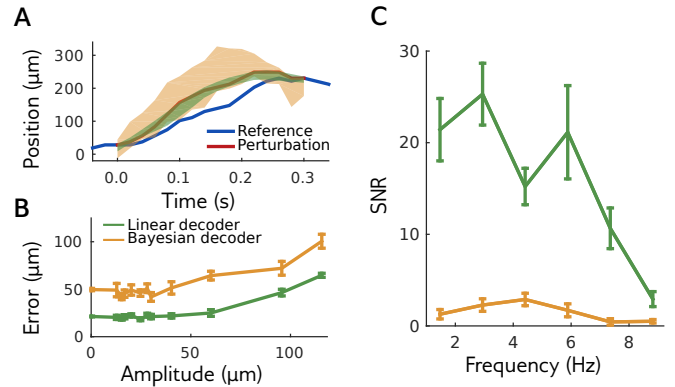 A
300
200
100
0
Position (μm)
Reference
Perturbation
0.0
0.1
0.2
0.3
Time (s)
B
Linear decoder
Bayesian decoder
100
50
0
Error (μm)
0
50
100
Amplitude (μm)
C
30
20
10
0
SNR
2
4
6
8
Frequency (Hz)